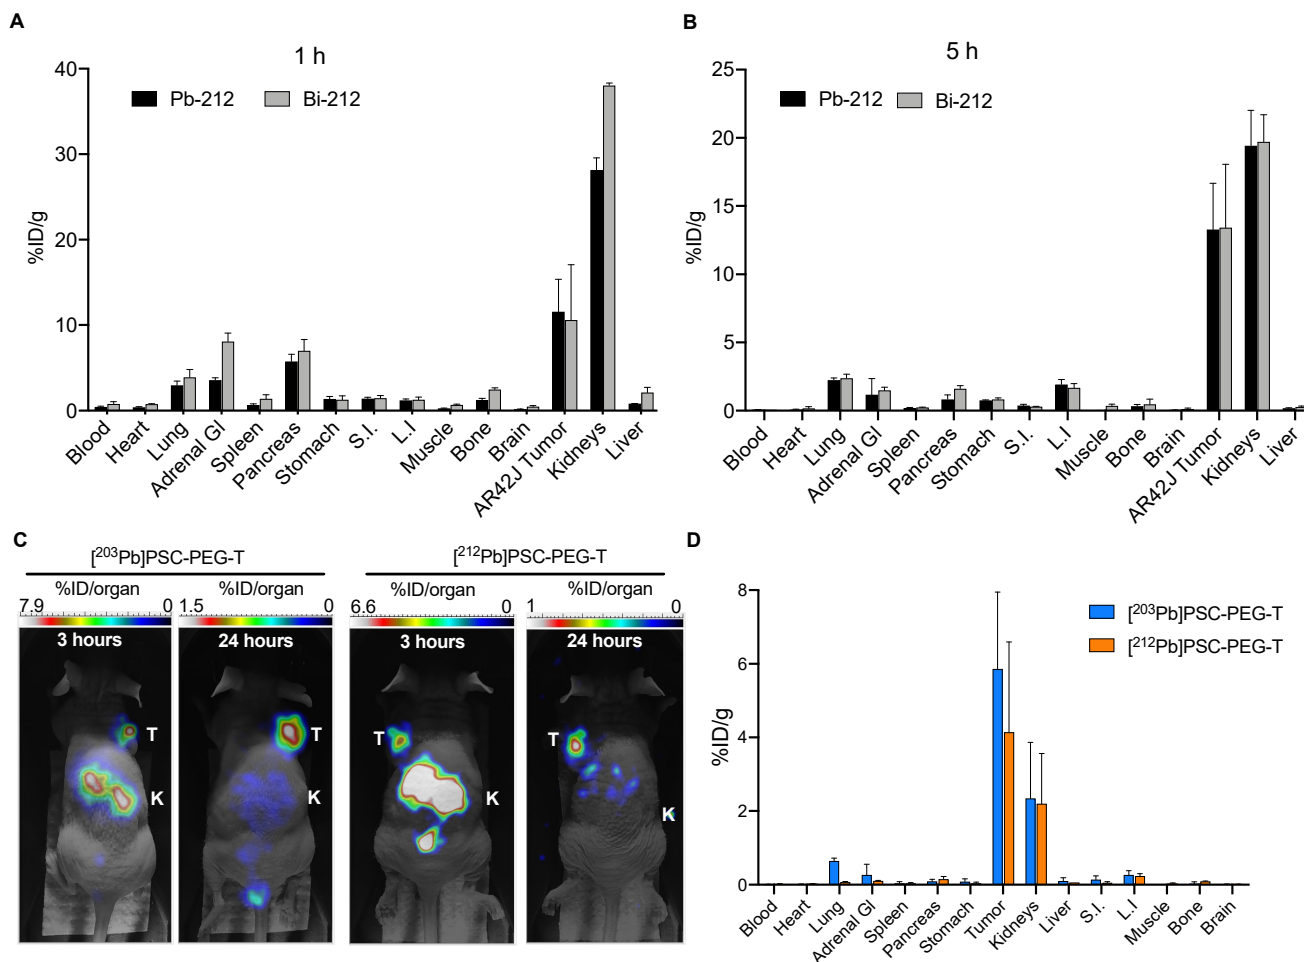 A
1 h
Pb-212
Bi-212
%ID/g
40
30
20
10
0
Blood
Heart
Lung
Adrenal Gl
Spleen
Pancreas
Stomach
S.I.
L.I
Muscle
Bone
Brain
AR42J Tumor
Kidneys
Liver
B
5 h
Pb-212
Bi-212
%ID/g
25
20
15
10
5
0
Blood
Heart
Lung
Adrenal Gl
Spleen
Pancreas
Stomach
S.I.
L.I
Muscle
Bone
Brain
AR42J Tumor
Kidneys
Liver
C
[²⁰³Pb]PSC-PEG-T
%ID/organ
7.9 0
3 hours
T
K
%ID/organ
1.5 0
24 hours
T
K
[²¹²Pb]PSC-PEG-T
%ID/organ
6.6 0
3 hours
T
K
%ID/organ
1 0
24 hours
T
K
D
[²⁰³Pb]PSC-PEG-T
[²¹²Pb]PSC-PEG-T
%ID/g
8
6
4
2
0
Blood
Heart
Lung
Adrenal Gl
Spleen
Pancreas
Stomach
Tumor
Kidneys
Liver
S.I.
L.I
Muscle
Bone
Brain